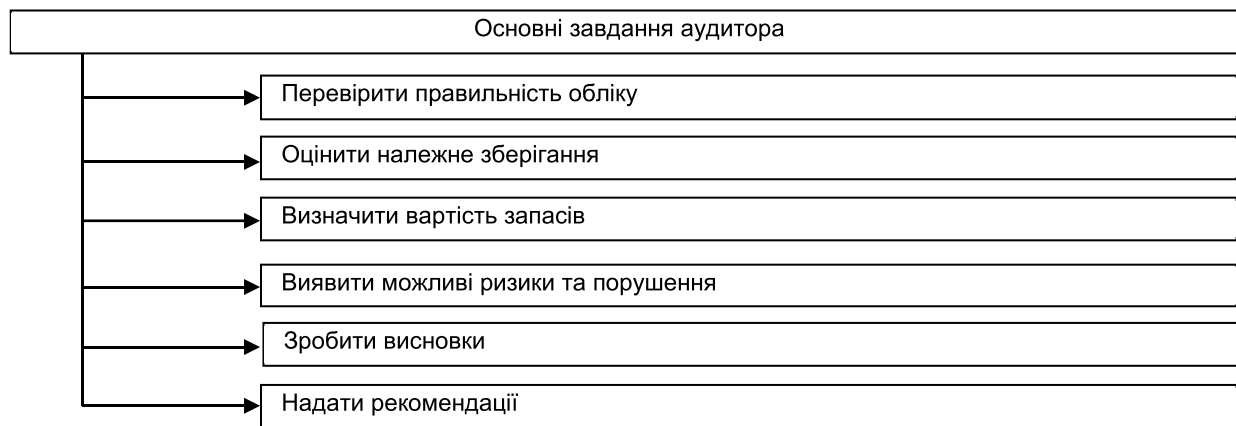 Основні завдання аудитора
Перевірити правильність обліку
Оцінити належне зберігання
Визначити вартість запасів
Виявити можливі ризики та порушення
Зробити висновки
Надати рекомендації